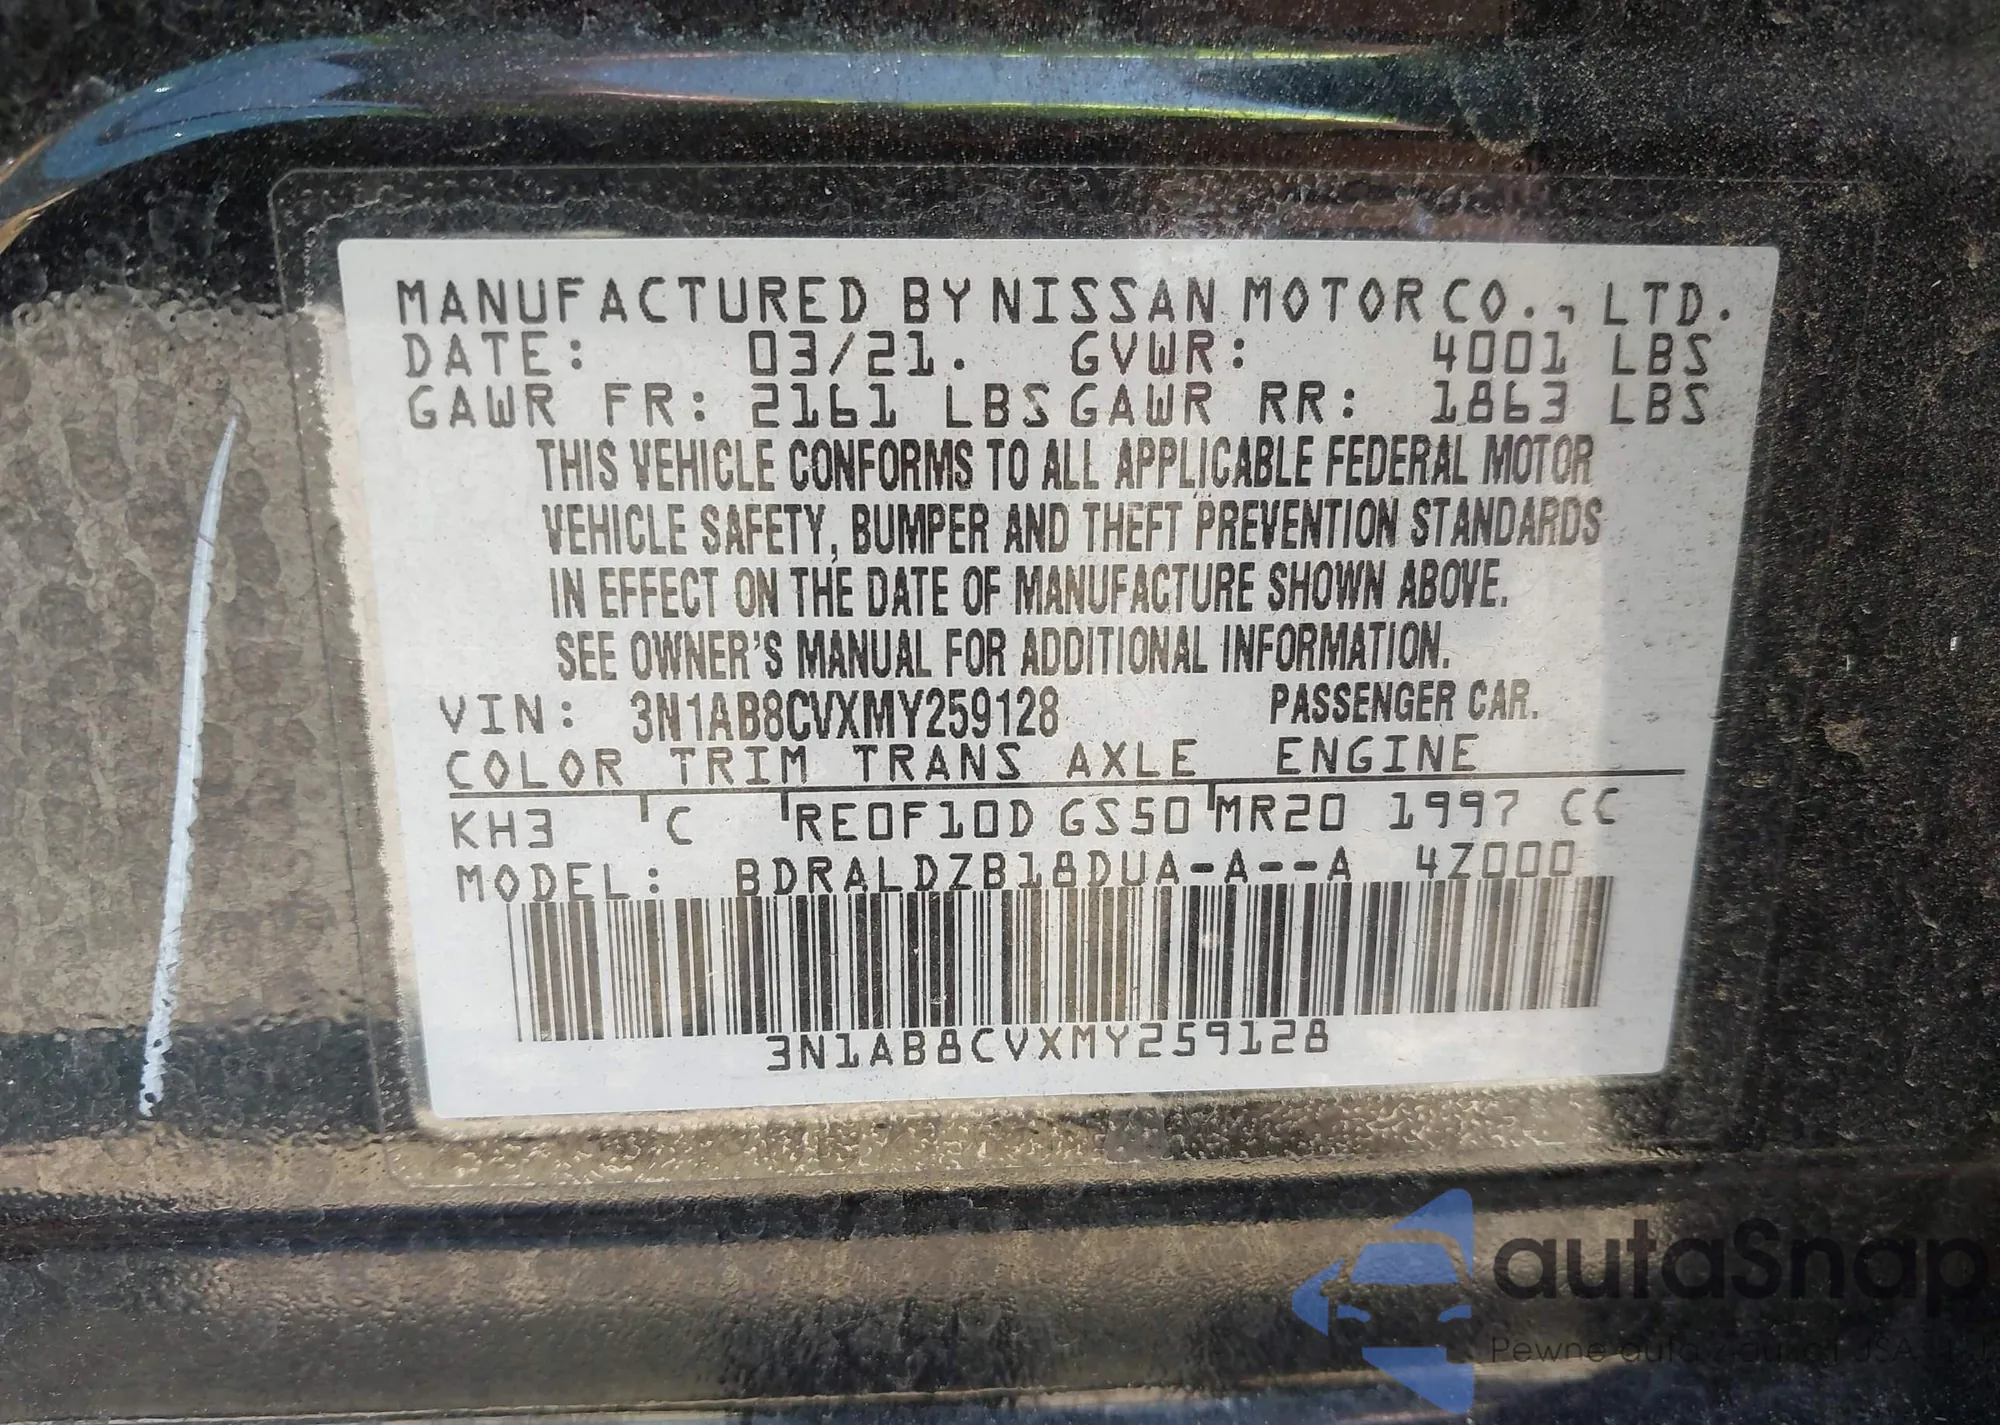 MANUFACTURED BY NISSAN MOTOR CO., LTD.
DATE: 03/21. GVWR: 4001 LBS
GAWR FR: 2161 LBS GAWR RR: 1863 LBS
THIS VEHICLE CONFORMS TO ALL APPLICABLE FEDERAL MOTOR
VEHICLE SAFETY, BUMPER AND THEFT PREVENTION STANDARDS
IN EFFECT ON THE DATE OF MANUFACTURE SHOWN ABOVE.
SEE OWNER'S MANUAL FOR ADDITIONAL INFORMATION.
VIN: 3N1AB8CVXMY259128 PASSENGER CAR.
COLOR TRIM TRANS AXLE ENGINE
KH3 C RE0F10D GS50 MR20 1997 CC
MODEL: BDRALDZB18DUA-A--A 4Z000
3N1AB8CVXMY259128
autaSnap
Pewne auta z USA